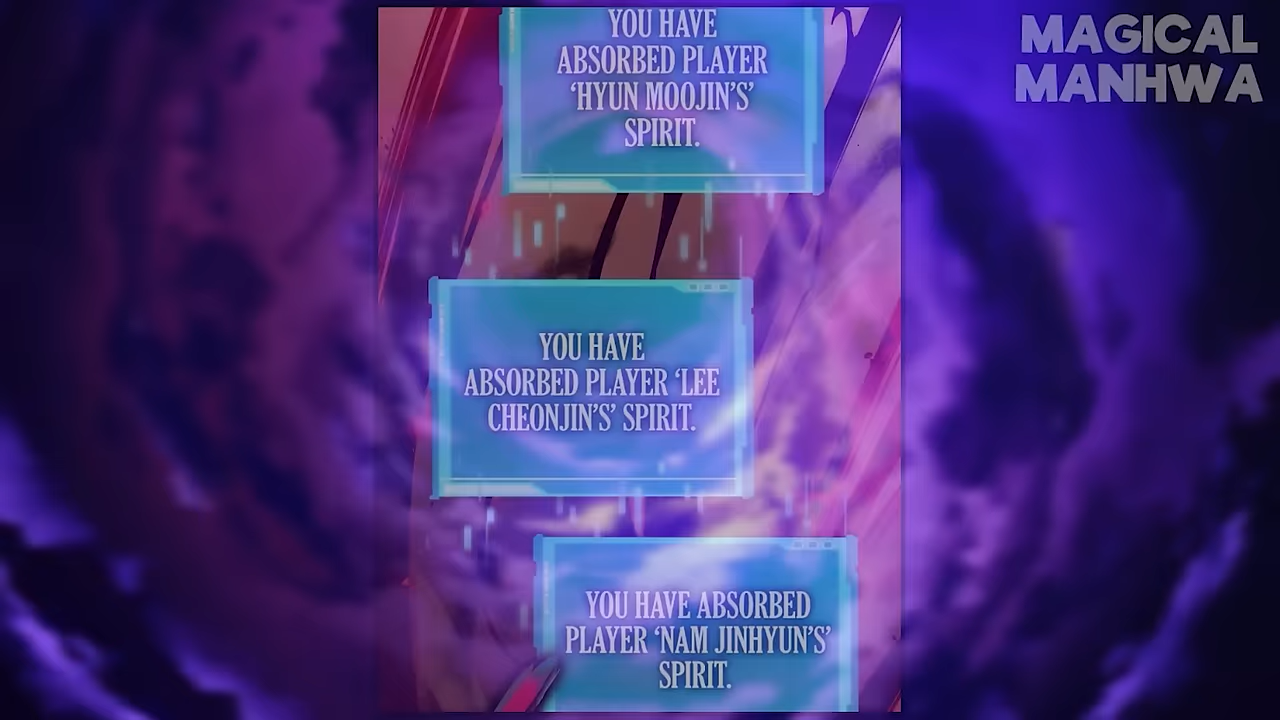 MAGICAL
MANHWA
YOU HAVE
ABSORBED PLAYER
‘HYUN MOOJIN’S’
SPIRIT.
YOU HAVE
ABSORBED PLAYER ‘LEE
CHEONJIN’S’ SPIRIT.
YOU HAVE ABSORBED
PLAYER ‘NAM JINHYUN’S’
SPIRIT.